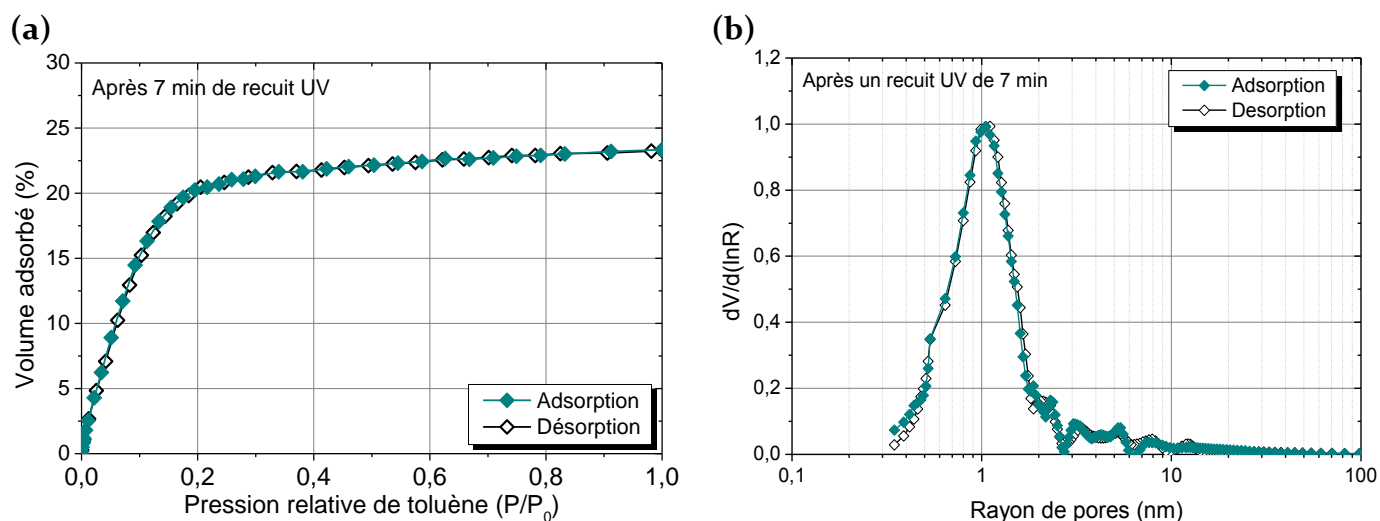 (a)
Après 7 min de recuit UV
Volume adsorbé (%)
30
25
20
15
10
5
0
0,0 0,2 0,4 0,6 0,8 1,0
Pression relative de toluène (P/P0)
Adsorption
Désorption
(b)
Après un recuit UV de 7 min
Adsorption
Desorption
dV/d(lnR)
1,2
1,0
0,8
0,6
0,4
0,2
0,0
0,1 1 10 100
Rayon de pores (nm)